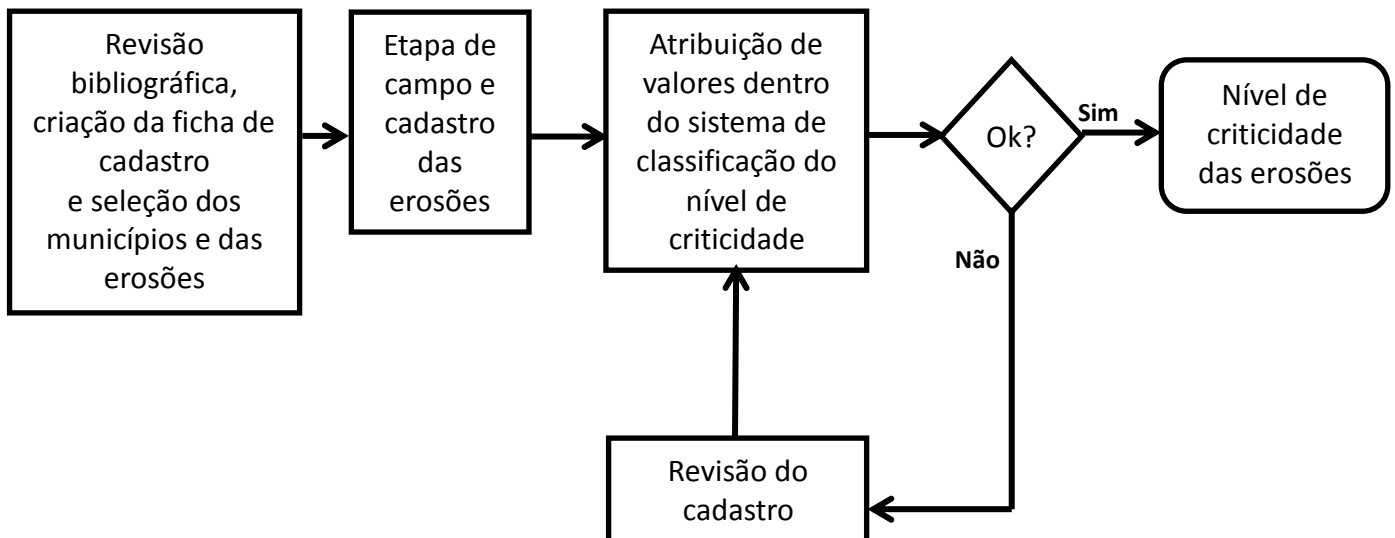 Revisão
bibliográfica,
criação da ficha de
cadastro
e seleção dos
municípios e das
erosões
Etapa de
campo e
cadastro
das
erosões
Atribuição de
valores dentro
do sistema de
classificação do
nível de
criticidade
Ok?
Sim
Nível de
criticidade
das erosões
Não
Revisão do
cadastro